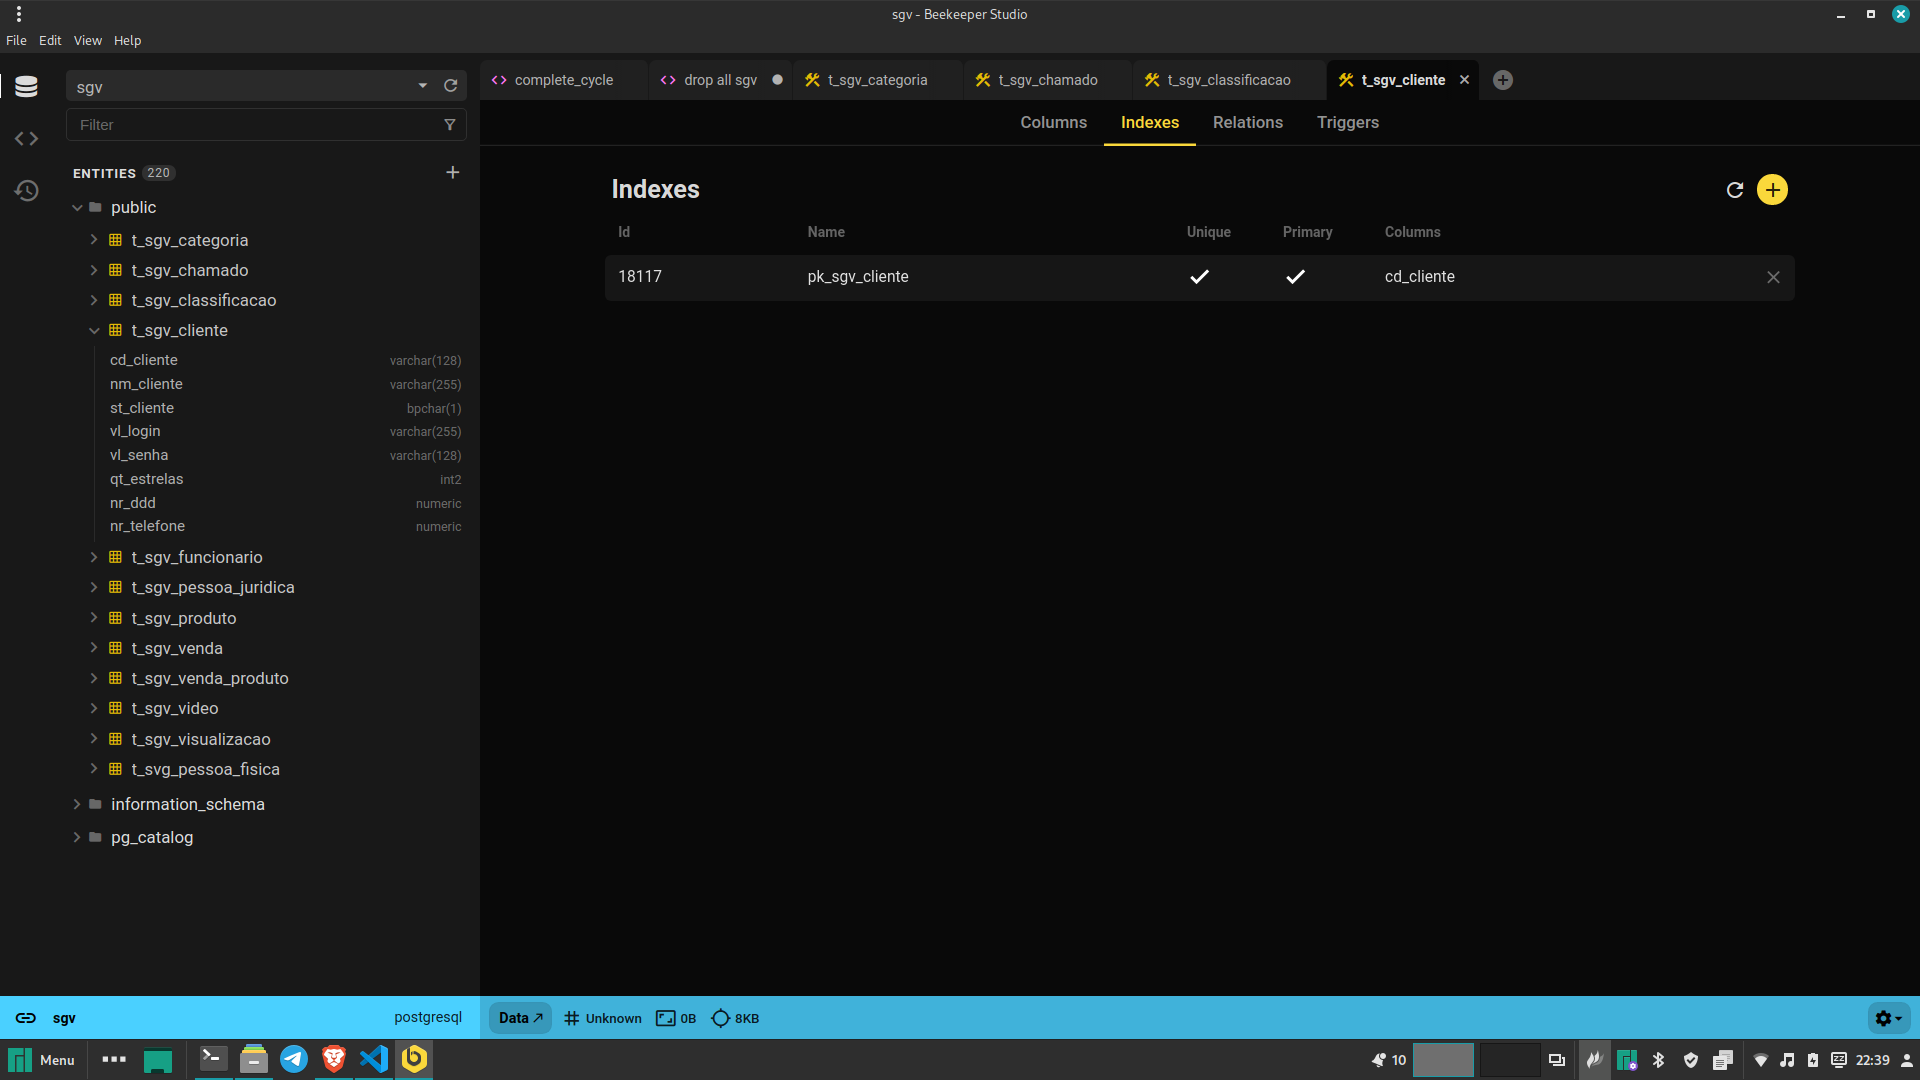 sgv - Beekeeper Studio
File Edit View Help
sgv
Filter
ENTITIES 220
public
t_sgv_categoria
t_sgv_chamado
t_sgv_classificacao
t_sgv_cliente
cd_cliente varchar(128)
nm_cliente varchar(255)
st_cliente bpchar(1)
vl_login varchar(255)
vl_senha varchar(128)
qt_estrelas int2
nr_ddd numeric
nr_telefone numeric
t_sgv_funcionario
t_sgv_pessoa_juridica
t_sgv_produto
t_sgv_venda
t_sgv_venda_produto
t_sgv_video
t_sgv_visualizacao
t_svg_pessoa_fisica
information_schema
pg_catalog
complete_cycle drop all sgv t_sgv_categoria t_sgv_chamado t_sgv_classificacao t_sgv_cliente
Columns Indexes Relations Triggers
Indexes
Id Name Unique Primary Columns
18117 pk_sgv_cliente cd_cliente
sgv postgresql Data Unknown 0B 8KB
Menu 10 22:39